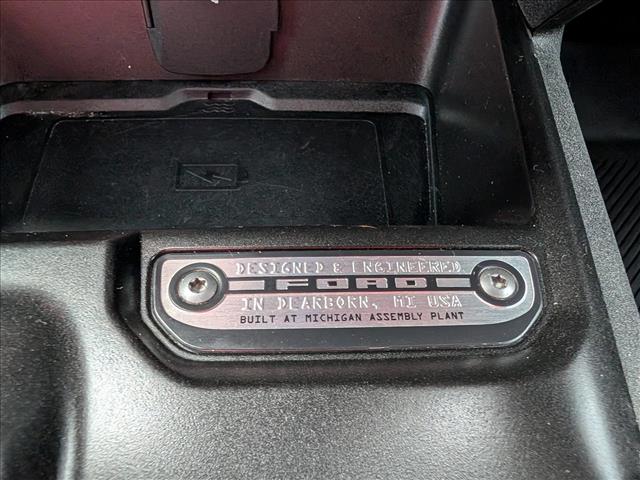 DESIGNED & ENGINEERED
FORD
IN DEARBORN, MI USA
BUILT AT MICHIGAN ASSEMBLY PLANT